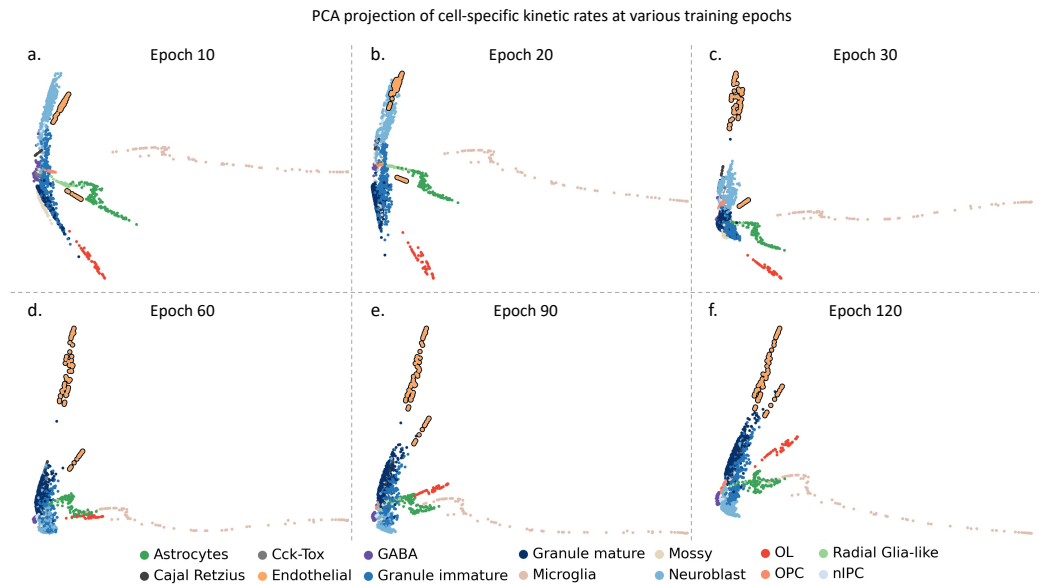 PCA projection of cell-specific kinetic rates at various training epochs
a. Epoch 10
b. Epoch 20
c. Epoch 30
d. Epoch 60
e. Epoch 90
f. Epoch 120
Astrocytes Cck-Tox GABA Granule mature Mossy OL Radial Glia-like
Cajal Retzius Endothelial Granule immature Microglia Neuroblast OPC nIPC